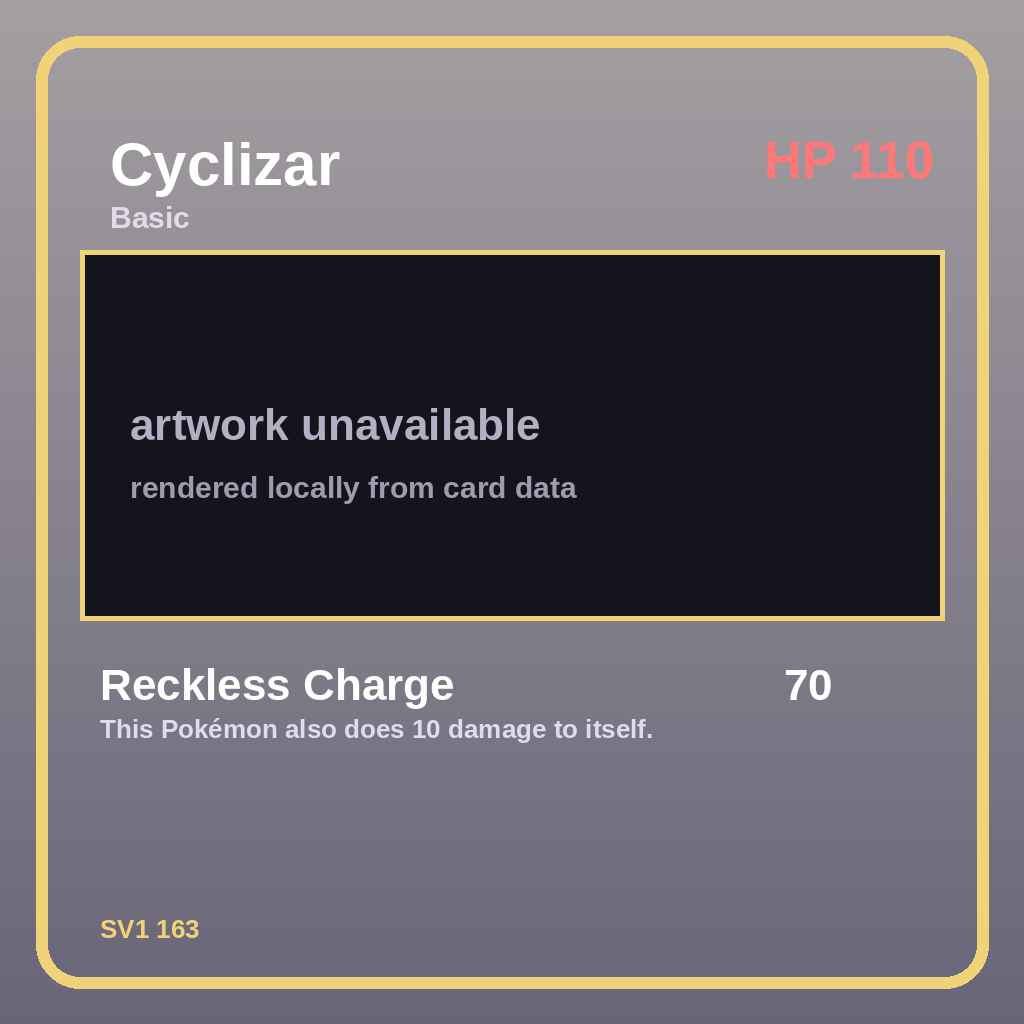 Cyclizar
HP 110
Basic
artwork unavailable
rendered locally from card data
Reckless Charge
70
This Pokémon also does 10 damage to itself.
SV1 163